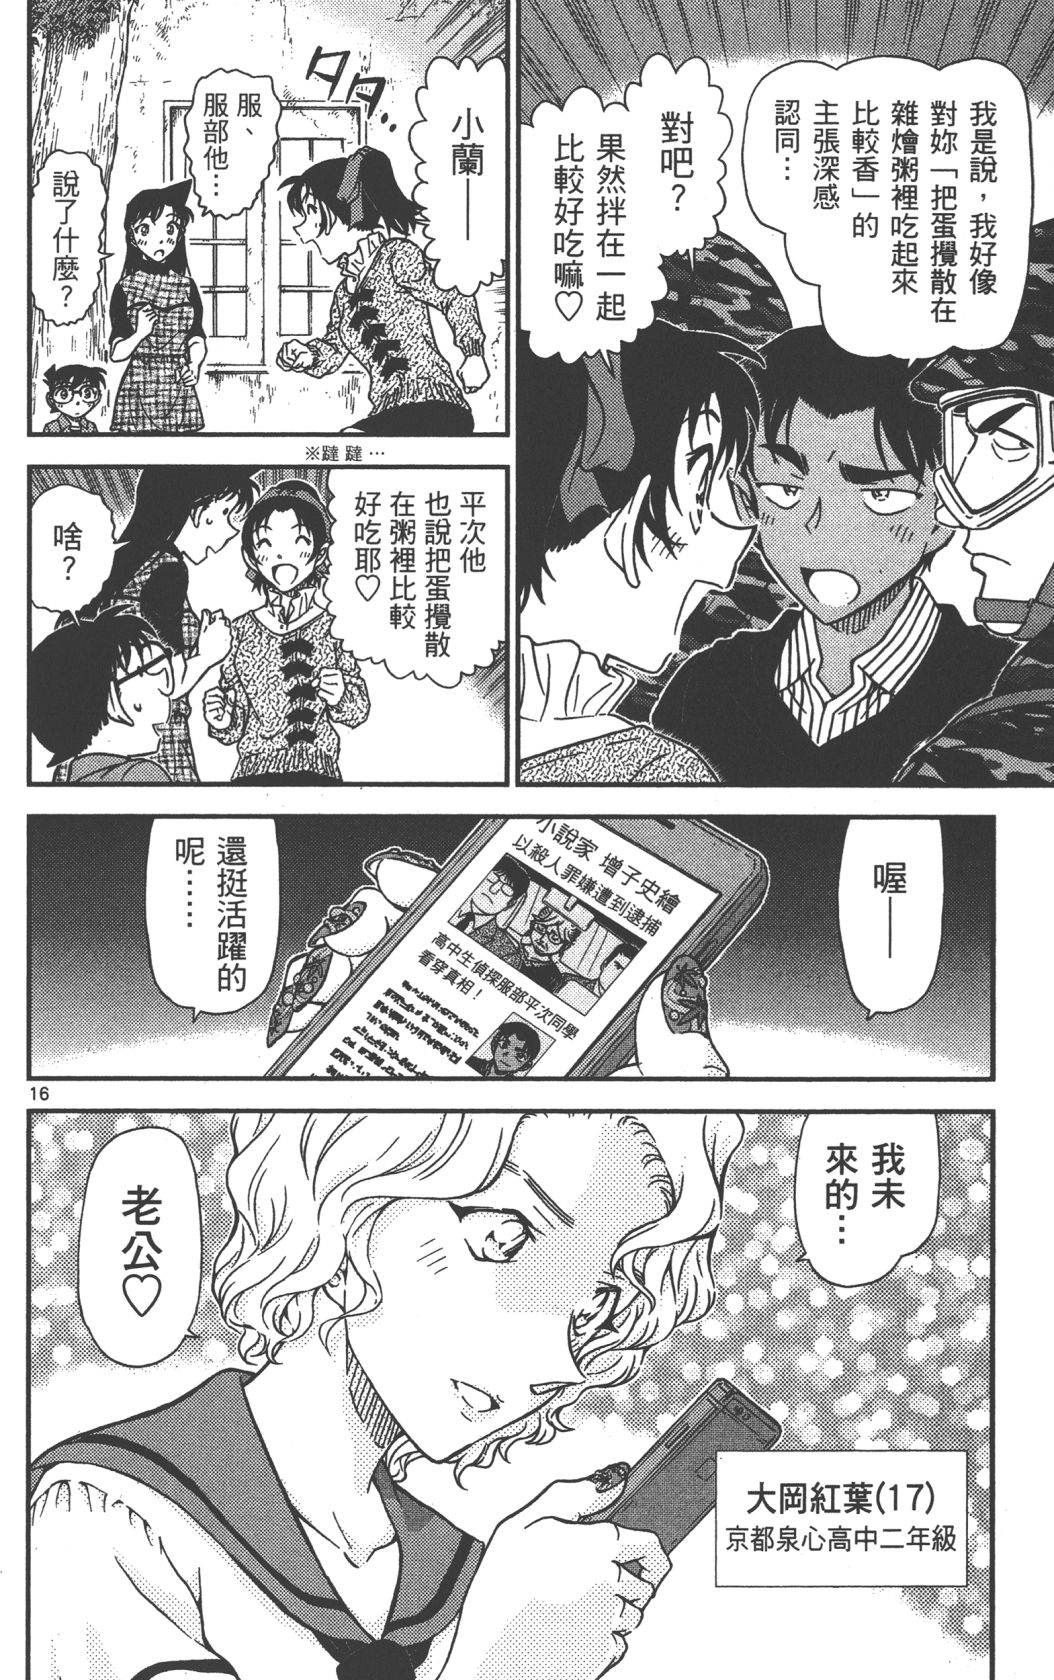 我是說，我好像
對妳「把蛋攪散在
雜燴粥裡吃起來
比較香」的
主張深感
認同…
對吧？
果然拌在一起
比較好吃嘛♡
小蘭——
タタ…
服、
服部他…
說了什麼？
※躂躂…
平次他
也說把蛋攪散
在粥裡比較
好吃耶♡
啥？
喔——
小說家 增子史繪
以殺人罪嫌遭到逮捕
高中生偵探服部平次同學
看穿真相！
還挺活躍的
呢……
16
我未
來的…
老公♡
大岡紅葉(17)
京都泉心高中二年級